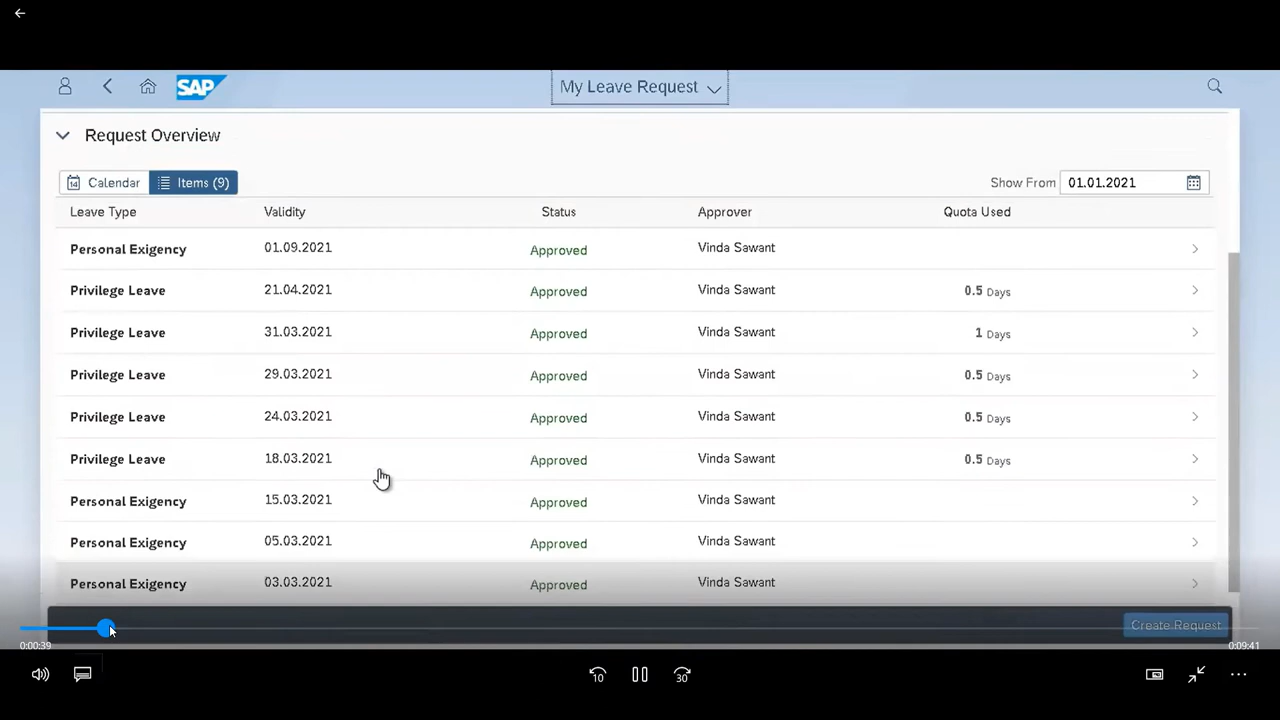 SAP My Leave Request
Request Overview
14 Calendar Items (9) Show From 01.01.2021
Leave Type Validity Status Approver Quota Used
Personal Exigency 01.09.2021 Approved Vinda Sawant
Privilege Leave 21.04.2021 Approved Vinda Sawant 0.5 Days
Privilege Leave 31.03.2021 Approved Vinda Sawant 1 Days
Privilege Leave 29.03.2021 Approved Vinda Sawant 0.5 Days
Privilege Leave 24.03.2021 Approved Vinda Sawant 0.5 Days
Privilege Leave 18.03.2021 Approved Vinda Sawant 0.5 Days
Personal Exigency 15.03.2021 Approved Vinda Sawant
Personal Exigency 05.03.2021 Approved Vinda Sawant
Personal Exigency 03.03.2021 Approved Vinda Sawant
Create Request
0:00:39 0:09:41
10 30